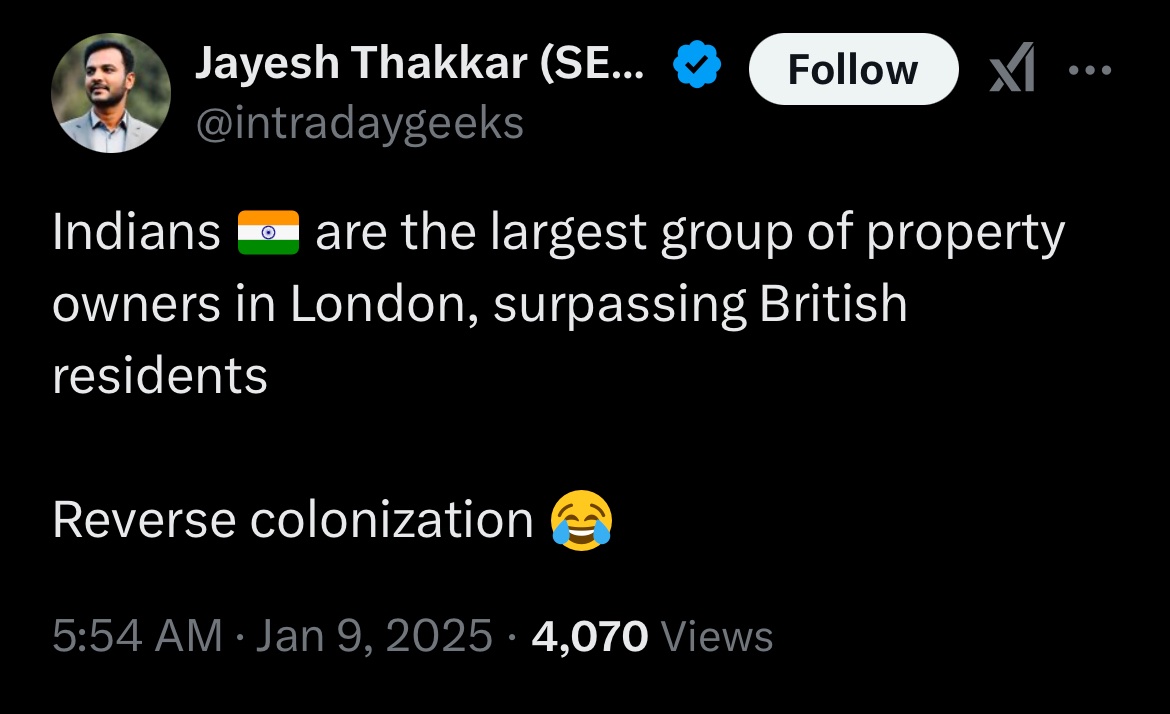 Jayesh Thakkar (SE...
Follow
@intradaygeeks
Indians 🇮🇳 are the largest group of property
owners in London, surpassing British
residents
Reverse colonization 😂
5:54 AM · Jan 9, 2025 · 4,070 Views